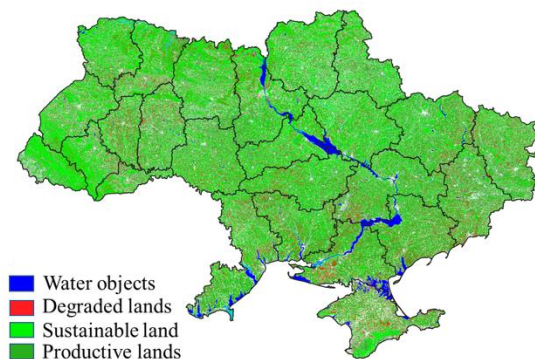 Water objects
Degraded lands
Sustainable land
Productive lands